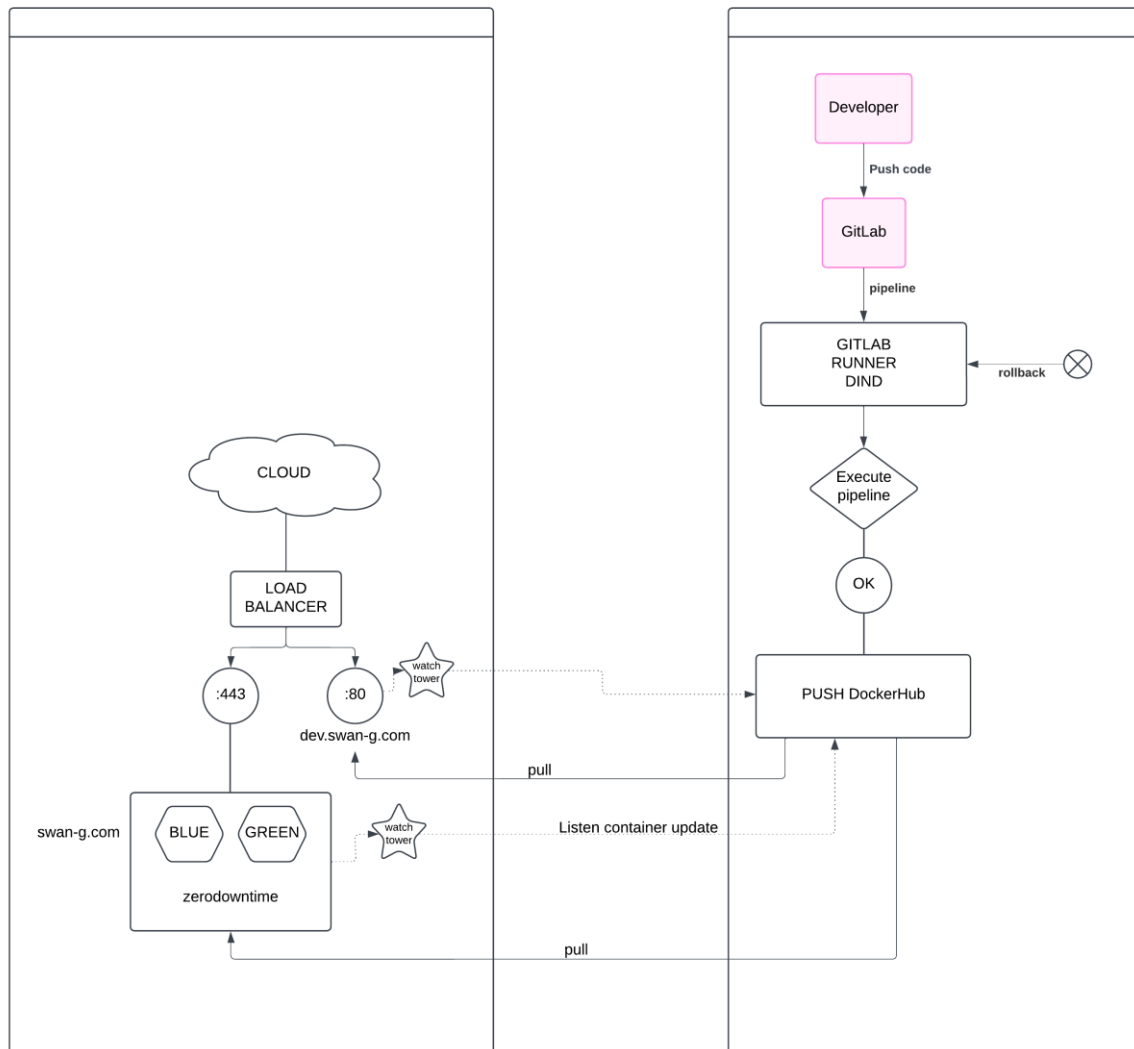 Developer
Push code
GitLab
pipeline
GITLAB
RUNNER
DIND
rollback
Execute
pipeline
OK
PUSH DockerHub
CLOUD
LOAD
BALANCER
:443
:80
dev.swan-g.com
watch
tower
pull
swan-g.com
BLUE
GREEN
zerodowntime
watch
tower
Listen container update
pull